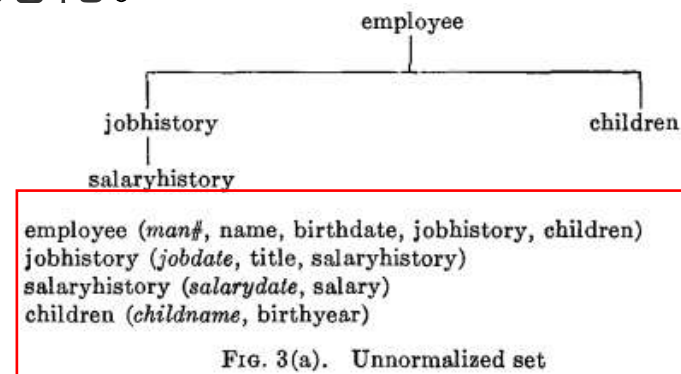 employee
jobhistory children
salaryhistory
employee (man#, name, birthdate, jobhistory, children)
jobhistory (jobdate, title, salaryhistory)
salaryhistory (salarydate, salary)
children (childname, birthyear)
FIG. 3(a). Unnormalized set